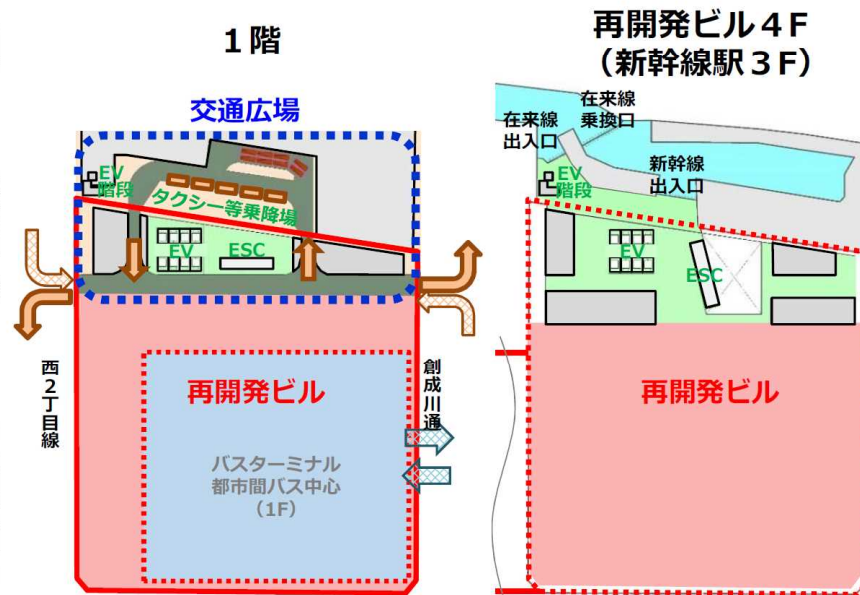 １階
交通広場
EV
階段
タクシー等乗降場
EV
ESC
西２丁目線
再開発ビル
創成川通
バスターミナル
都市間バス中心
（1F）
再開発ビル４F
（新幹線駅３F）
在来線
出入口
在来線
乗換口
新幹線
出入口
EV
階段
EV
ESC
再開発ビル